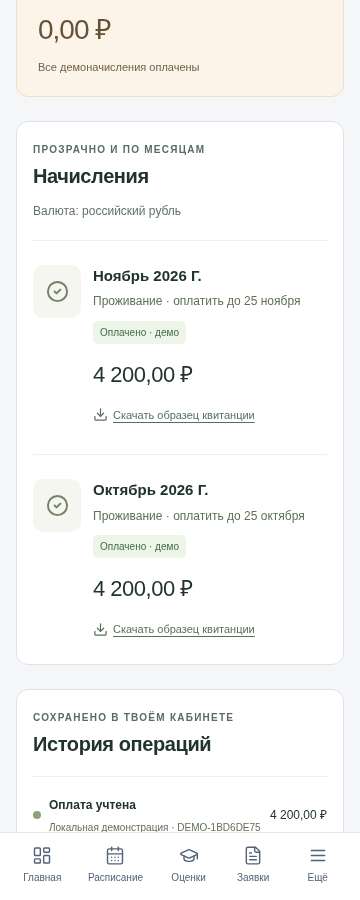 0,00 ₽
Все демоначисления оплачены
ПРОЗРАЧНО И ПО МЕСЯЦАМ
Начисления
Валюта: российский рубль
Ноябрь 2026 Г.
Проживание · оплатить до 25 ноября
Оплачено · демо
4 200,00 ₽
Скачать образец квитанции
Октябрь 2026 Г.
Проживание · оплатить до 25 октября
Оплачено · демо
4 200,00 ₽
Скачать образец квитанции
СОХРАНЕНО В ТВОЁМ КАБИНЕТЕ
История операций
Оплата учтена
4 200,00 ₽
Локальная демонстрация · DEMO-1BD6DE75
Главная
Расписание
Оценки
Заявки
Ещё